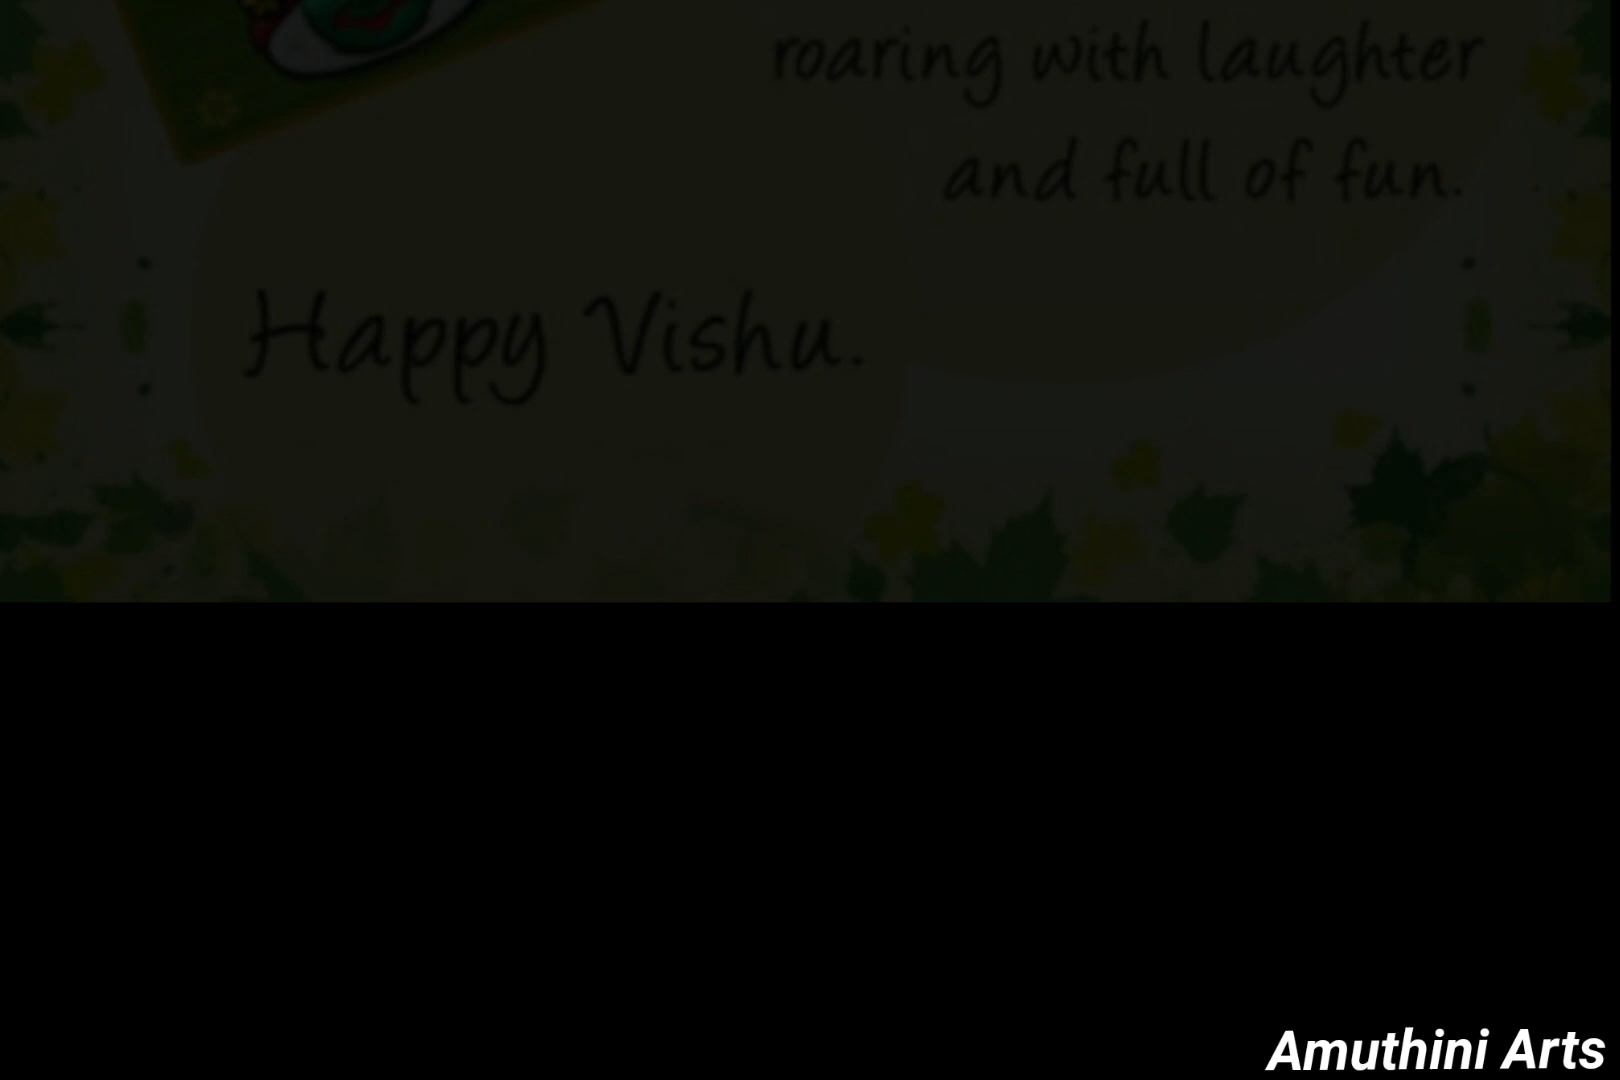 roaring with laughter
and full of fun.
Happy Vishu.
Amuthini Arts